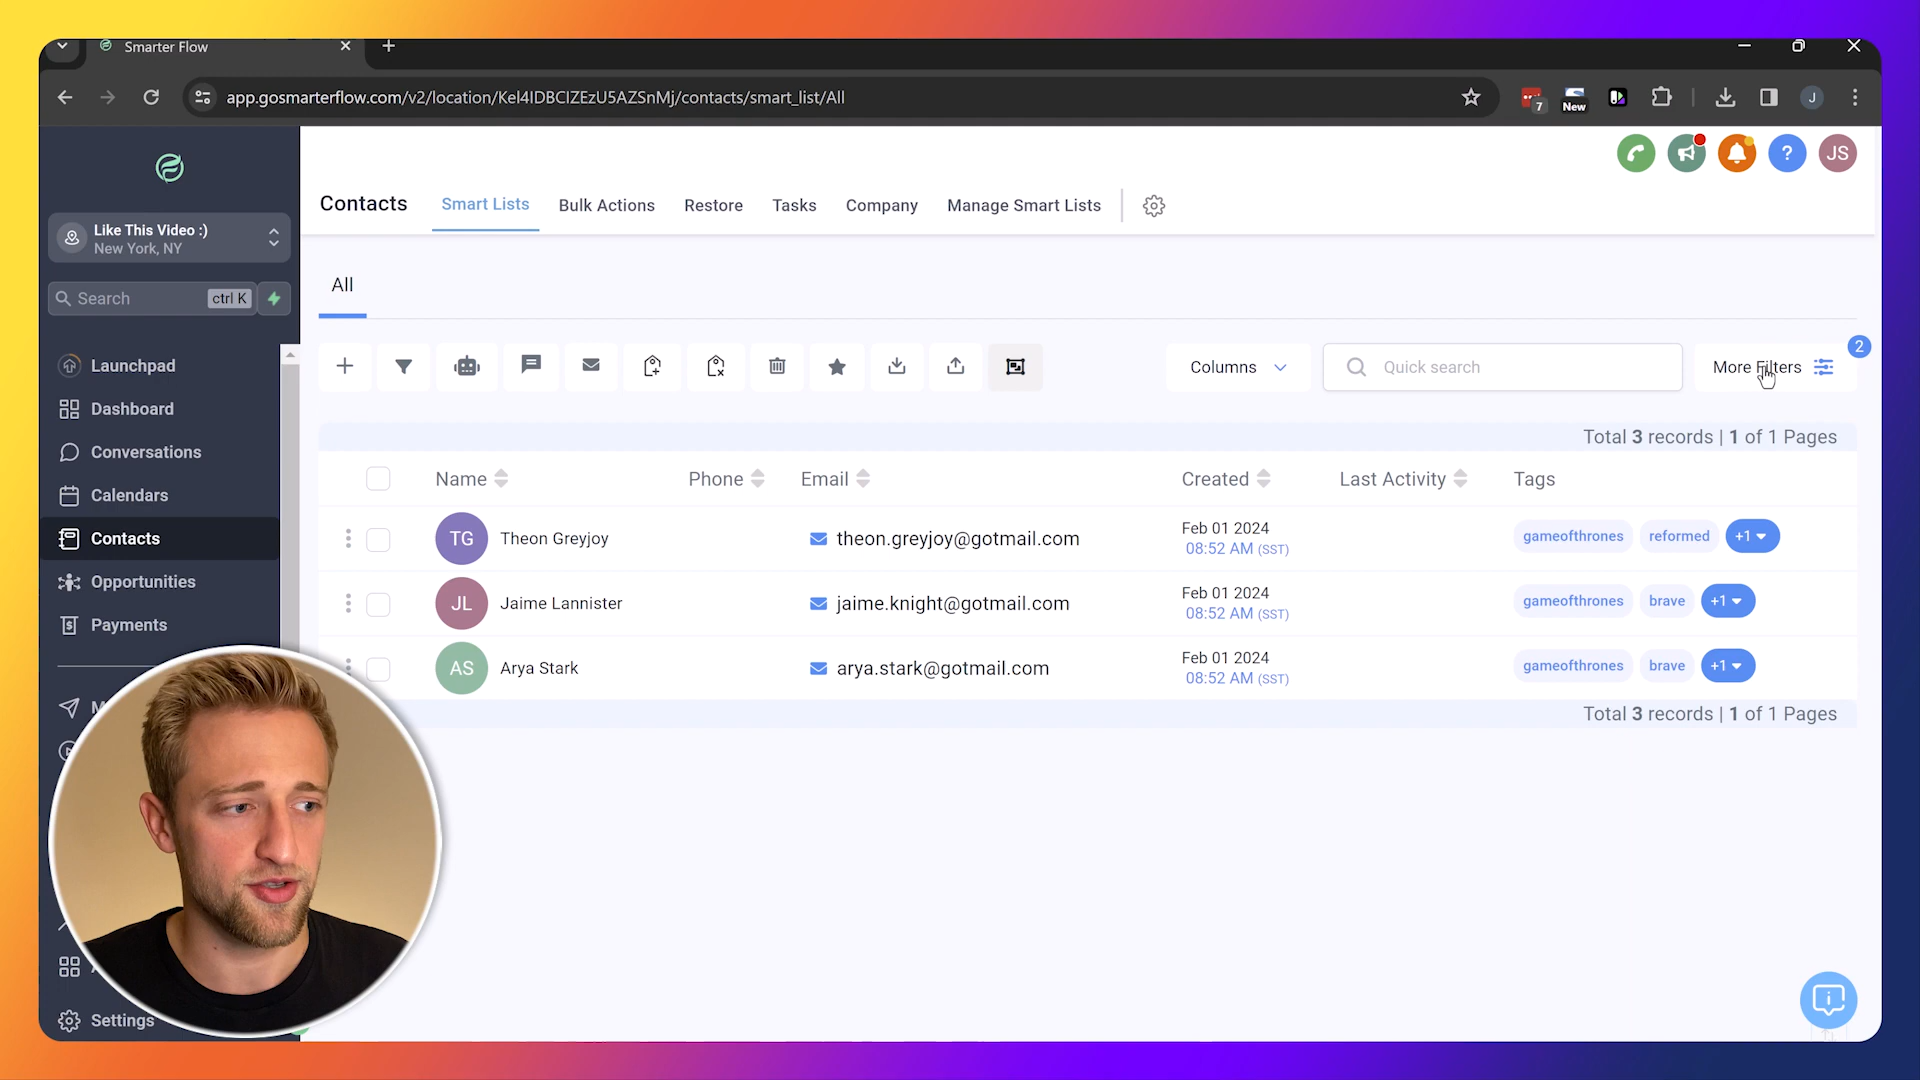 Smarter Flow
app.gosmarterflow.com/v2/location/Kel4IDBCIZEzU5AZSnMj/contacts/smart_list/All
7
New
J
JS
Like This Video :)
New York, NY
Search ctrl K
Launchpad
Dashboard
Conversations
Calendars
Contacts
Opportunities
Payments
Settings
Contacts Smart Lists Bulk Actions Restore Tasks Company Manage Smart Lists
All
Columns Quick search More Filters 2
Total 3 records | 1 of 1 Pages
Name Phone Email Created Last Activity Tags
TG Theon Greyjoy theon.greyjoy@gotmail.com Feb 01 2024 gameofthrones reformed +1
08:52 AM (SST)
JL Jaime Lannister jaime.knight@gotmail.com Feb 01 2024 gameofthrones brave +1
08:52 AM (SST)
AS Arya Stark arya.stark@gotmail.com Feb 01 2024 gameofthrones brave +1
08:52 AM (SST)
Total 3 records | 1 of 1 Pages